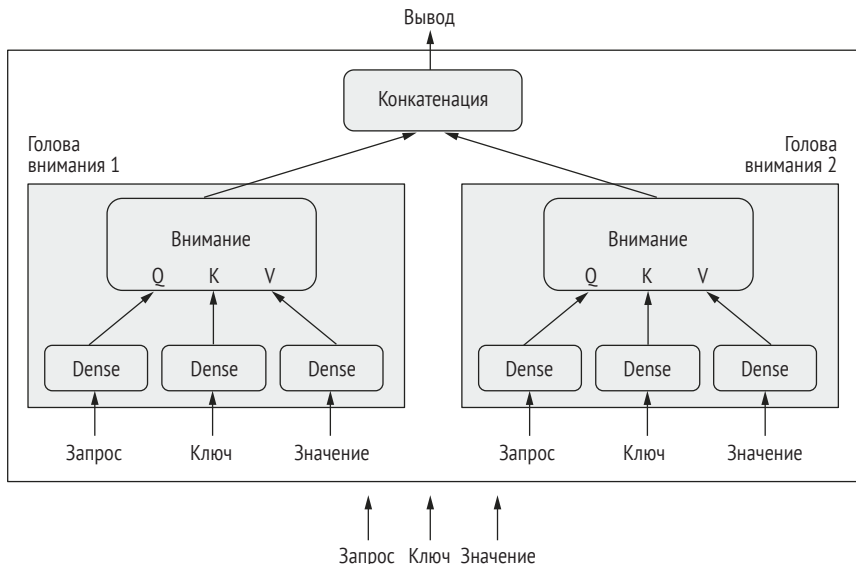 Вывод
Конкатенация
Голова
внимания 1
Голова
внимания 2
Внимание
Q K V
Внимание
Q K V
Dense Dense Dense
Dense Dense Dense
Запрос Ключ Значение
Запрос Ключ Значение
Запрос Ключ Значение